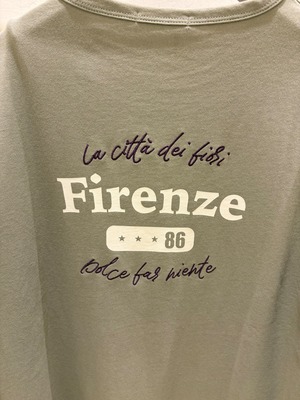 La città dei fiori
Firenze
★ ★ ★ 86
Dolce far niente